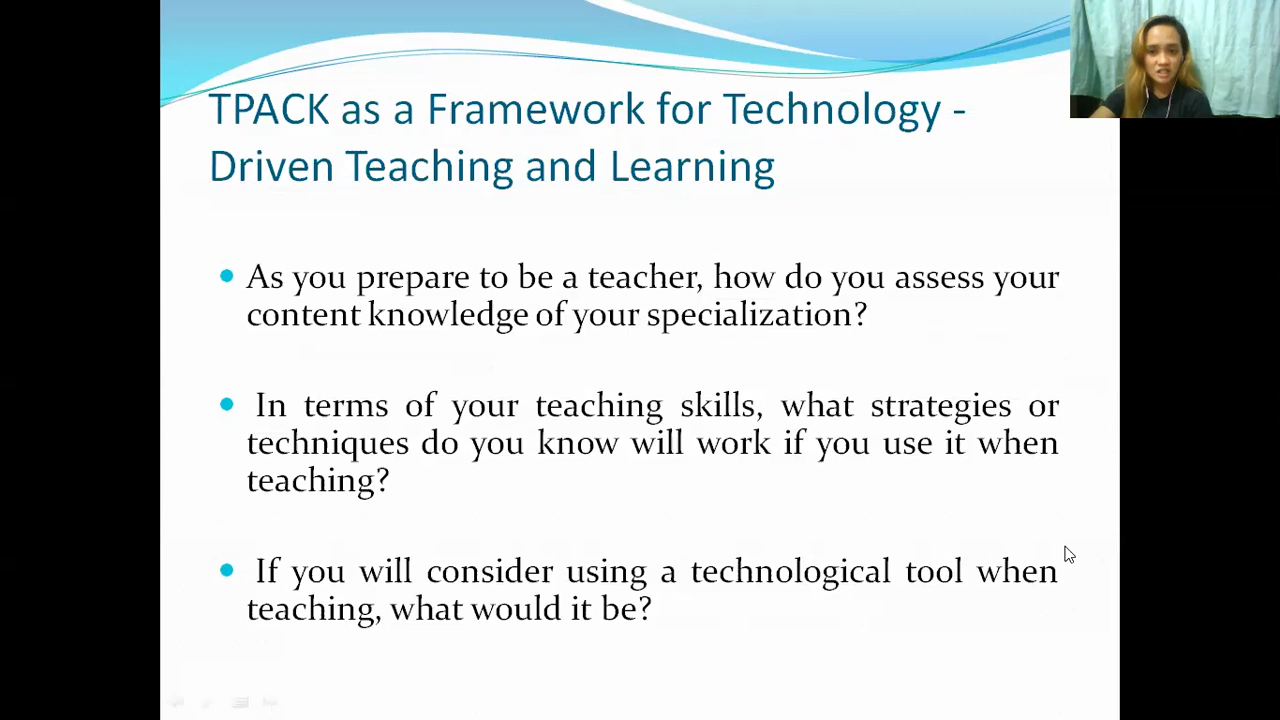 TPACK as a Framework for Technology -
Driven Teaching and Learning
As you prepare to be a teacher, how do you assess your
content knowledge of your specialization?
In terms of your teaching skills, what strategies or
techniques do you know will work if you use it when
teaching?
If you will consider using a technological tool when
teaching, what would it be?